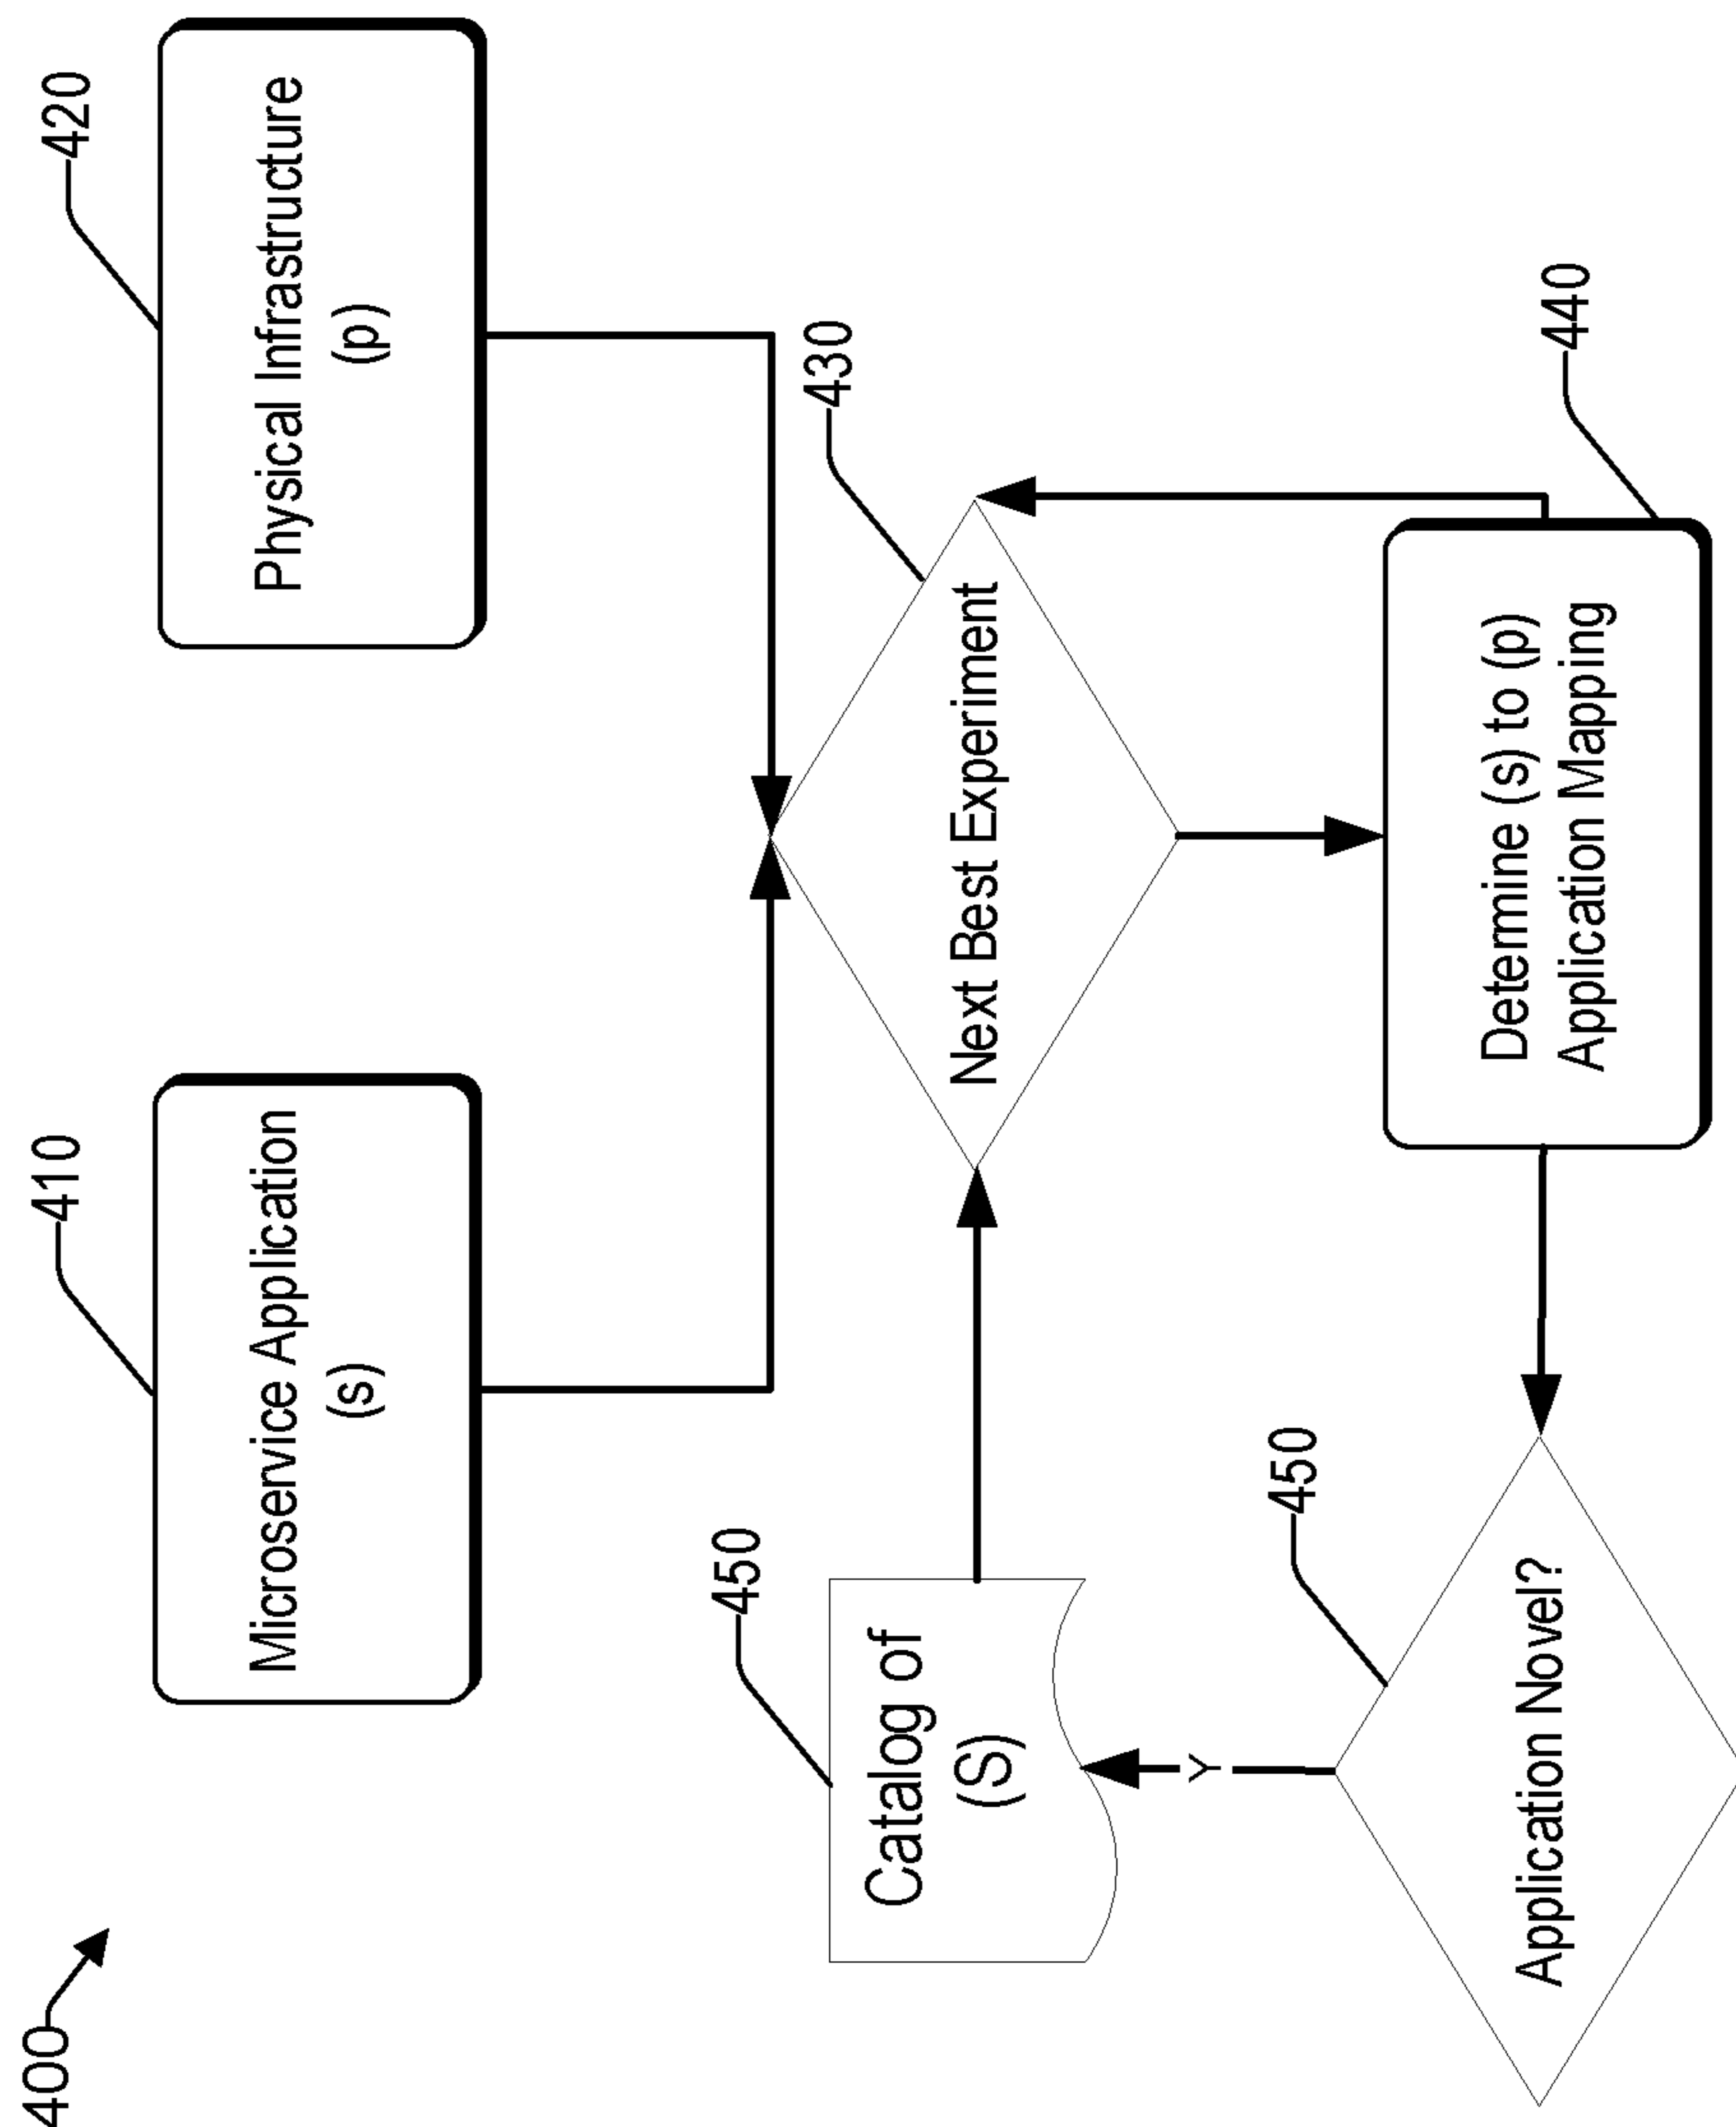 400
410
Microservice Application
(s)
420
Physical Infrastructure
(p)
450
Catalog of
(S)
430
Next Best Experiment
450
Application Novel?
Y
440
Determine (s) to (p)
Application Mapping